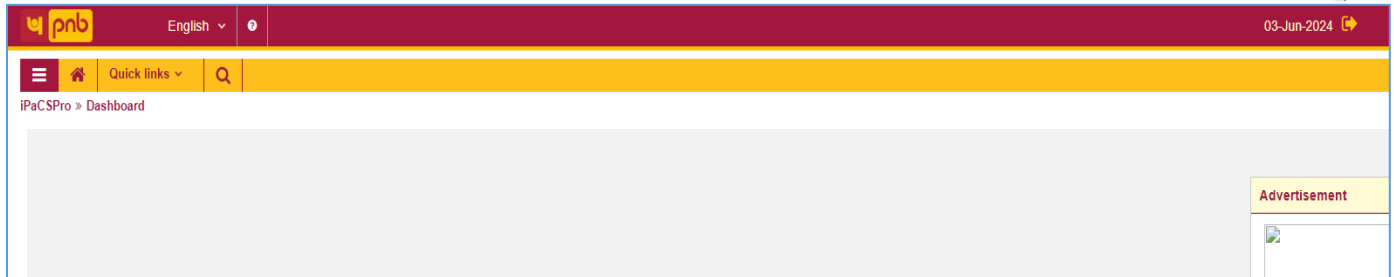 प pnb English ? 03-Jun-2024
Quick links
iPaCSPro » Dashboard
Advertisement